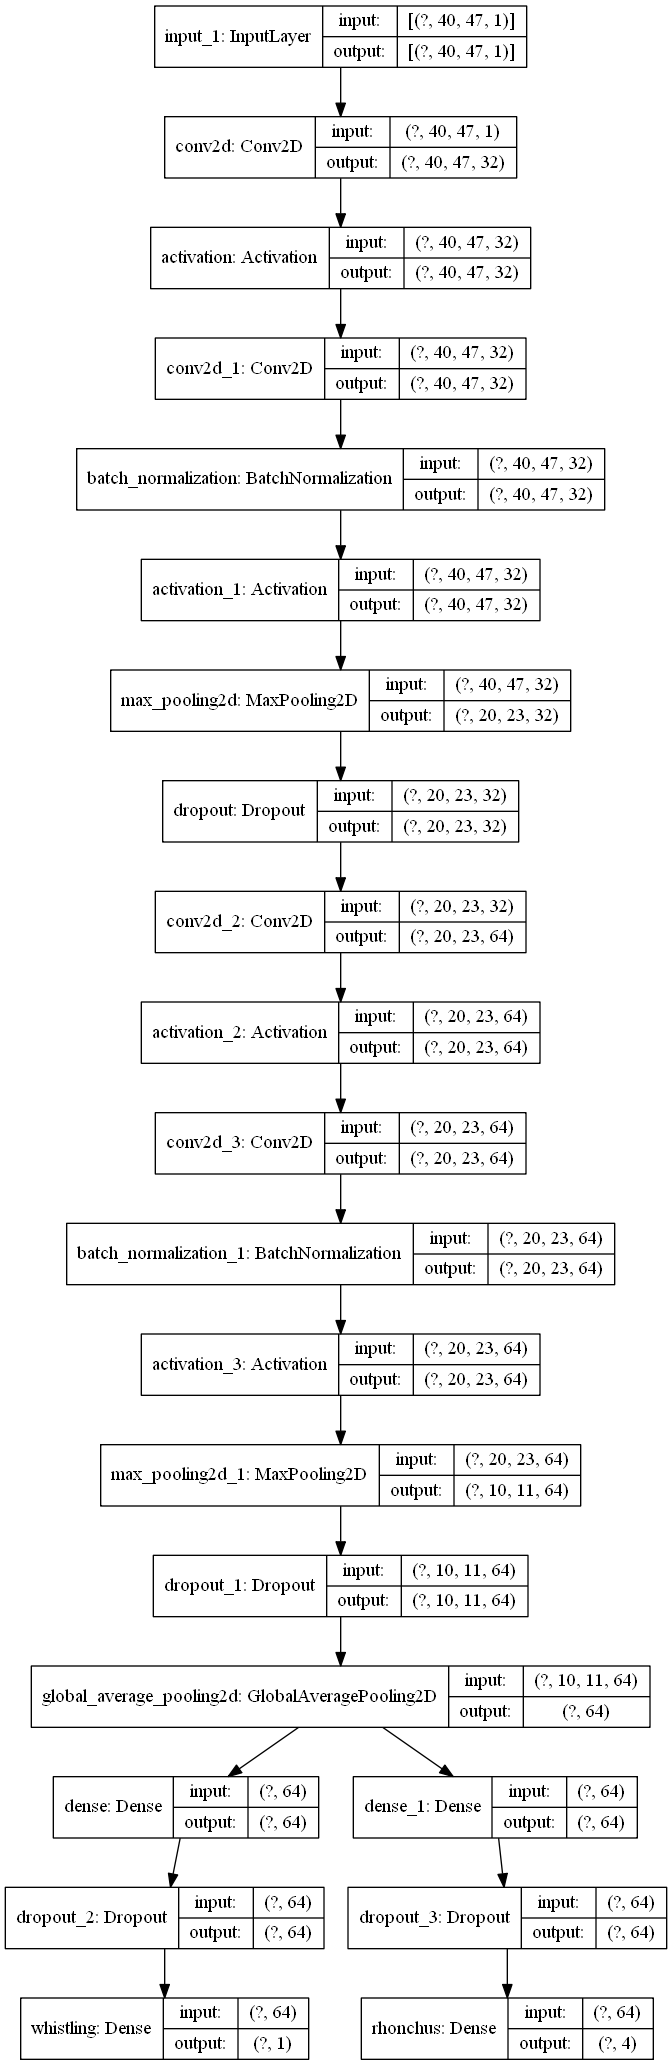 input_1: InputLayer
input: [(?, 40, 47, 1)]
output: [(?, 40, 47, 1)]
conv2d: Conv2D
input: (?, 40, 47, 1)
output: (?, 40, 47, 32)
activation: Activation
input: (?, 40, 47, 32)
output: (?, 40, 47, 32)
conv2d_1: Conv2D
input: (?, 40, 47, 32)
output: (?, 40, 47, 32)
batch_normalization: BatchNormalization
input: (?, 40, 47, 32)
output: (?, 40, 47, 32)
activation_1: Activation
input: (?, 40, 47, 32)
output: (?, 40, 47, 32)
max_pooling2d: MaxPooling2D
input: (?, 40, 47, 32)
output: (?, 20, 23, 32)
dropout: Dropout
input: (?, 20, 23, 32)
output: (?, 20, 23, 32)
conv2d_2: Conv2D
input: (?, 20, 23, 32)
output: (?, 20, 23, 64)
activation_2: Activation
input: (?, 20, 23, 64)
output: (?, 20, 23, 64)
conv2d_3: Conv2D
input: (?, 20, 23, 64)
output: (?, 20, 23, 64)
batch_normalization_1: BatchNormalization
input: (?, 20, 23, 64)
output: (?, 20, 23, 64)
activation_3: Activation
input: (?, 20, 23, 64)
output: (?, 20, 23, 64)
max_pooling2d_1: MaxPooling2D
input: (?, 20, 23, 64)
output: (?, 10, 11, 64)
dropout_1: Dropout
input: (?, 10, 11, 64)
output: (?, 10, 11, 64)
global_average_pooling2d: GlobalAveragePooling2D
input: (?, 10, 11, 64)
output: (?, 64)
dense: Dense
input: (?, 64)
output: (?, 64)
dense_1: Dense
input: (?, 64)
output: (?, 64)
dropout_2: Dropout
input: (?, 64)
output: (?, 64)
dropout_3: Dropout
input: (?, 64)
output: (?, 64)
whistling: Dense
input: (?, 64)
output: (?, 1)
rhonchus: Dense
input: (?, 64)
output: (?, 4)